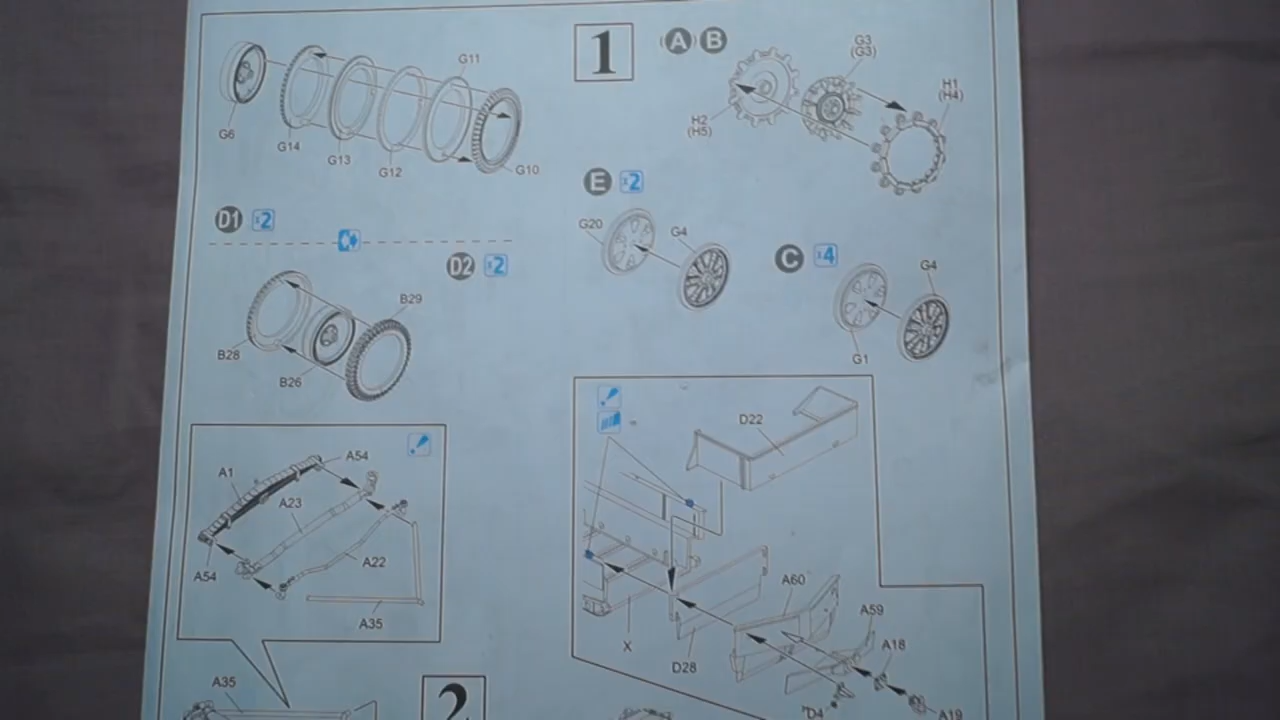 G11
G6
G14
G13
G12
G10
1
(A) B
G3
(G3)
H1
(H4)
H2
(H5)
D1 x2
D2 x2
B29
B28
B26
E x2
G20
G4
C x4
G4
G1
A54
A1
A23
A54
A22
A35
A35
2
D22
A60
A59
X
D28
A18
D4
A19